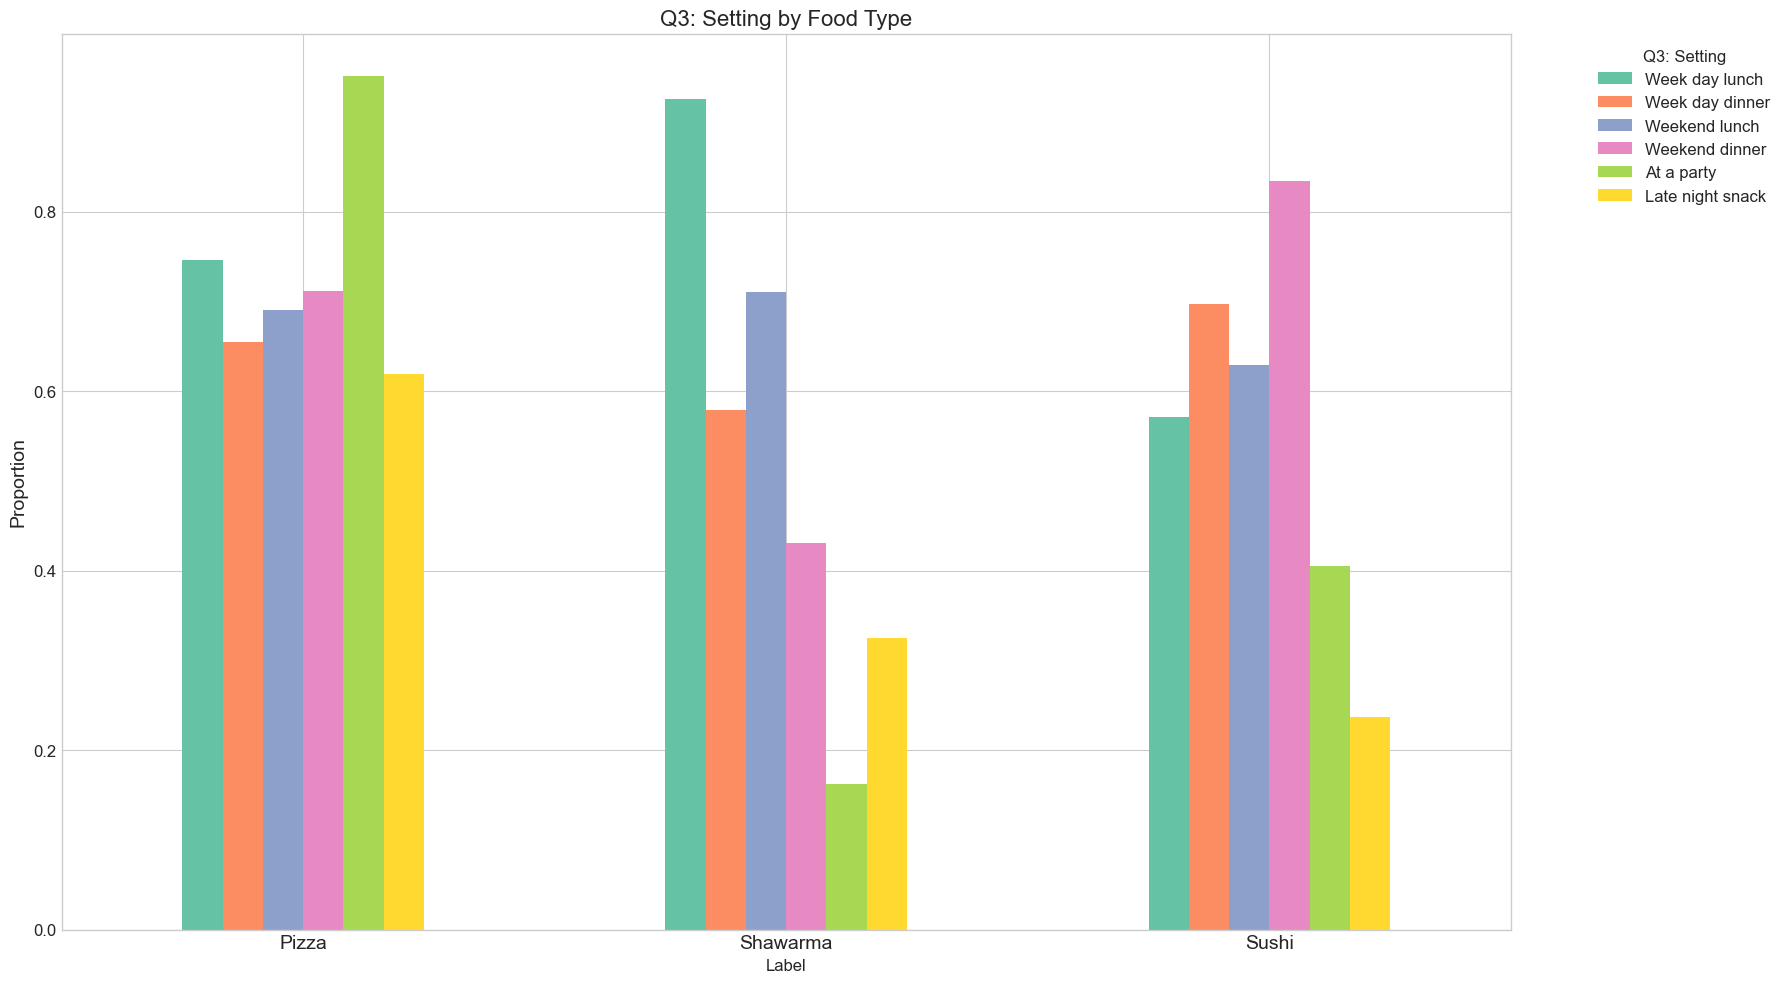 Q3: Setting by Food Type
Q3: Setting
Week day lunch
Week day dinner
Weekend lunch
Weekend dinner
At a party
Late night snack
Proportion
0.8
0.6
0.4
0.2
0.0
Pizza
Shawarma
Sushi
Label